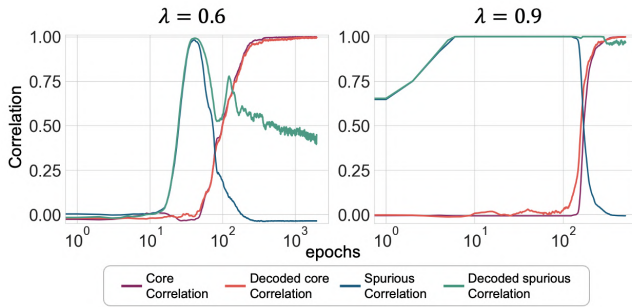 λ = 0.6
λ = 0.9
Correlation
1.00
0.75
0.50
0.25
0.00
10^0
10^1
10^2
10^3
1.00
0.75
0.50
0.25
0.00
10^0
10^1
10^2
epochs
Core
Correlation
Decoded core
Correlation
Spurious
Correlation
Decoded spurious
Correlation